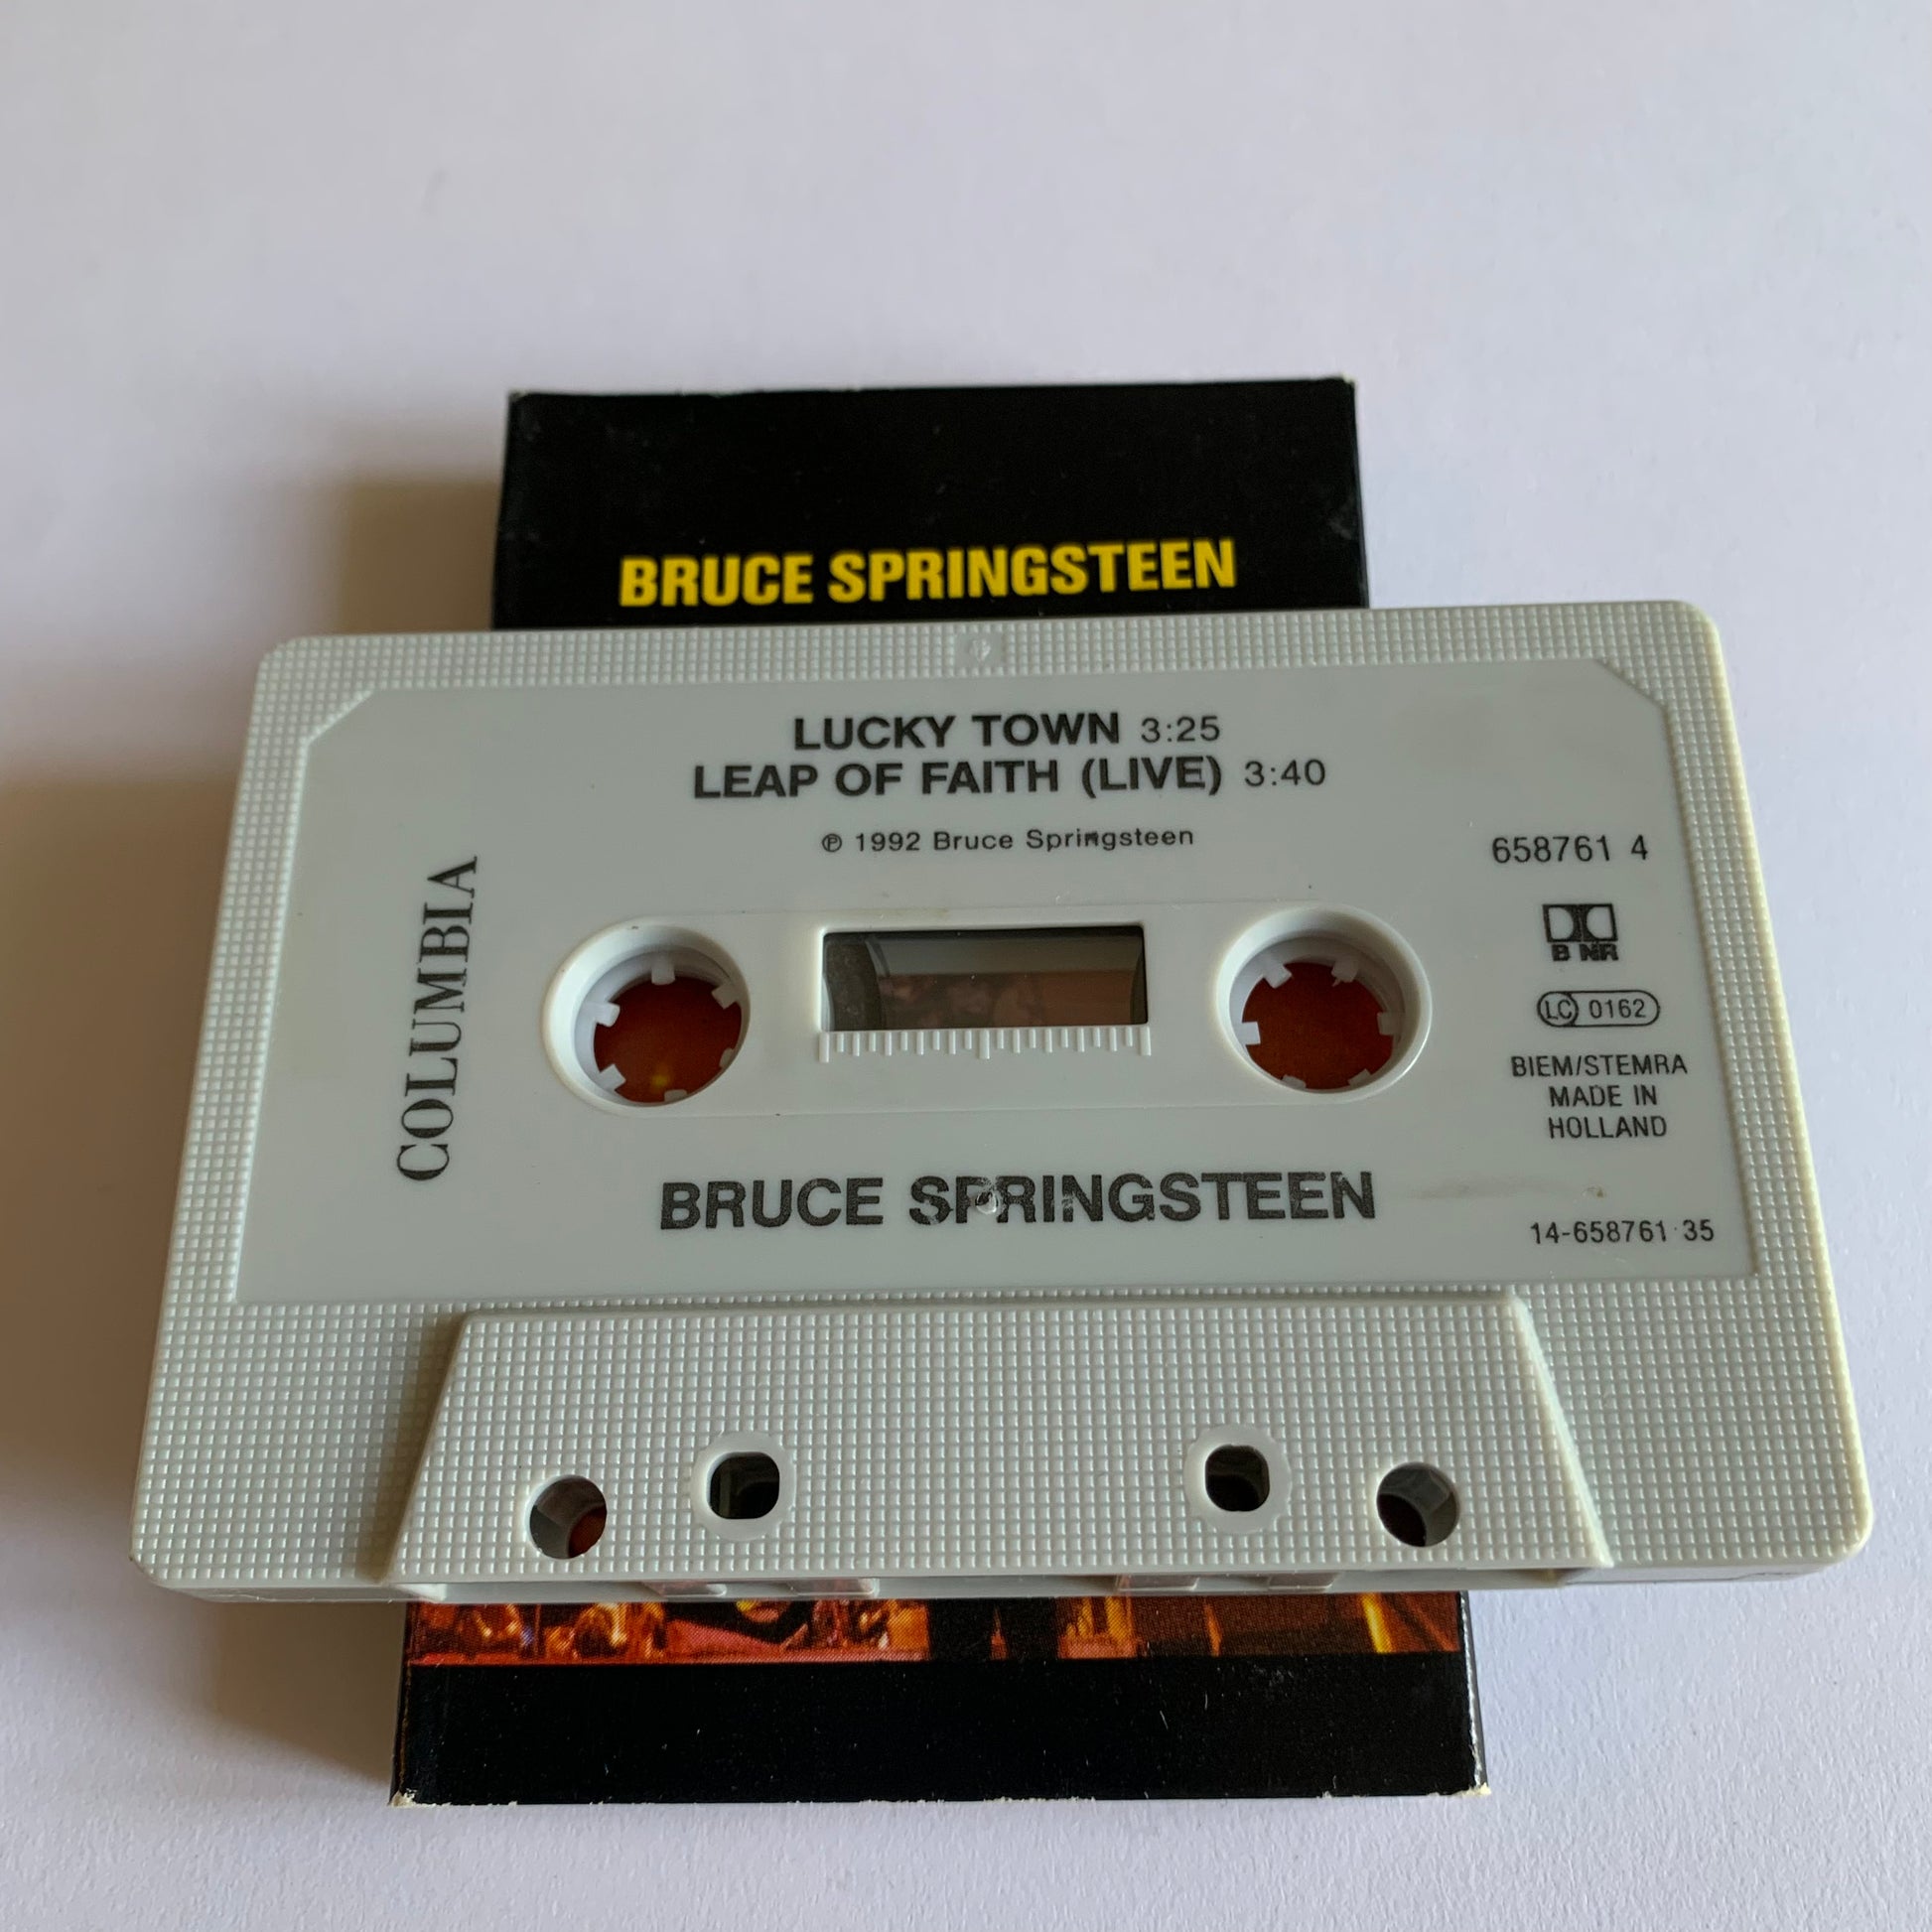 BRUCE SPRINGSTEEN
LUCKY TOWN 3:25
LEAP OF FAITH (LIVE) 3:40
℗ 1992 Bruce Springsteen
COLUMBIA
658761 4
B NR
LC 0162
BIEM/STEMRA
MADE IN
HOLLAND
BRUCE SPRINGSTEEN
14-658761-35